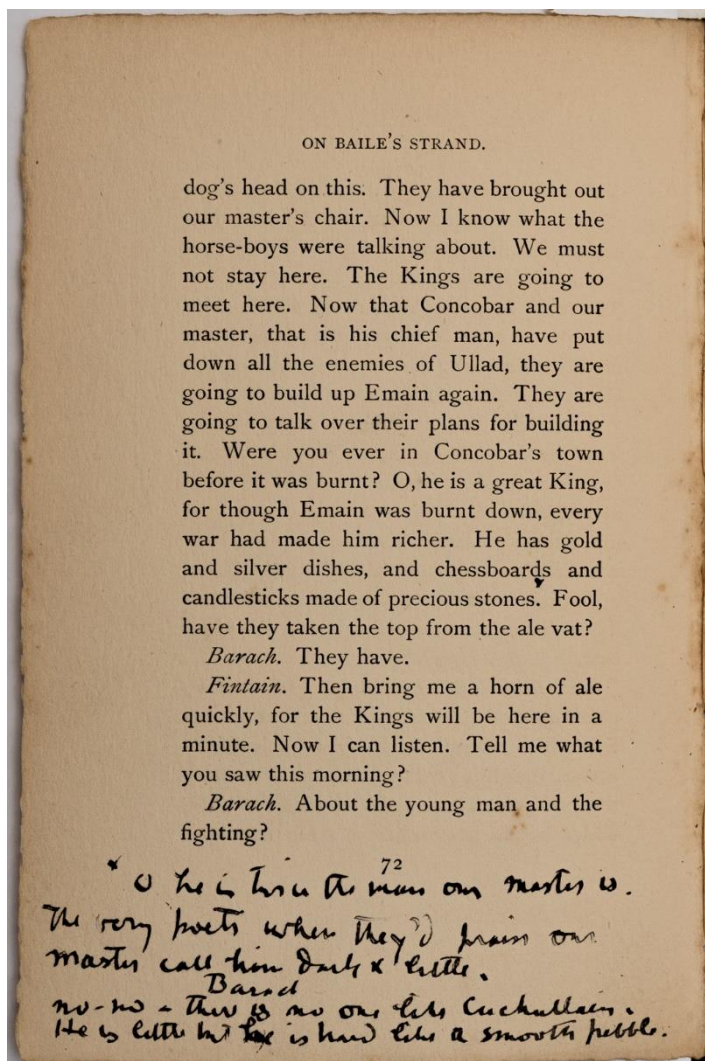 ON BAILE'S STRAND.
dog's head on this. They have brought out
our master's chair. Now I know what the
horse-boys were talking about. We must
not stay here. The Kings are going to
meet here. Now that Concobar and our
master, that is his chief man, have put
down all the enemies of Ullad, they are
going to build up Emain again. They are
going to talk over their plans for building
it. Were you ever in Concobar's town
before it was burnt? O, he is a great King,
for though Emain was burnt down, every
war had made him richer. He has gold
and silver dishes, and chessboards and
candlesticks made of precious stones. Fool,
have they taken the top from the ale vat?
Barach. They have.
Fintain. Then bring me a horn of ale
quickly, for the Kings will be here in a
minute. Now I can listen. Tell me what
you saw this morning?
Barach. About the young man and the
fighting?
72
* O he is twice the man our master is.
The very poets when they'd praise our
master call him dark & little.
Barach
no-no - there is no one like Cuchullain.
He is little but he is hard like a smooth pebble.